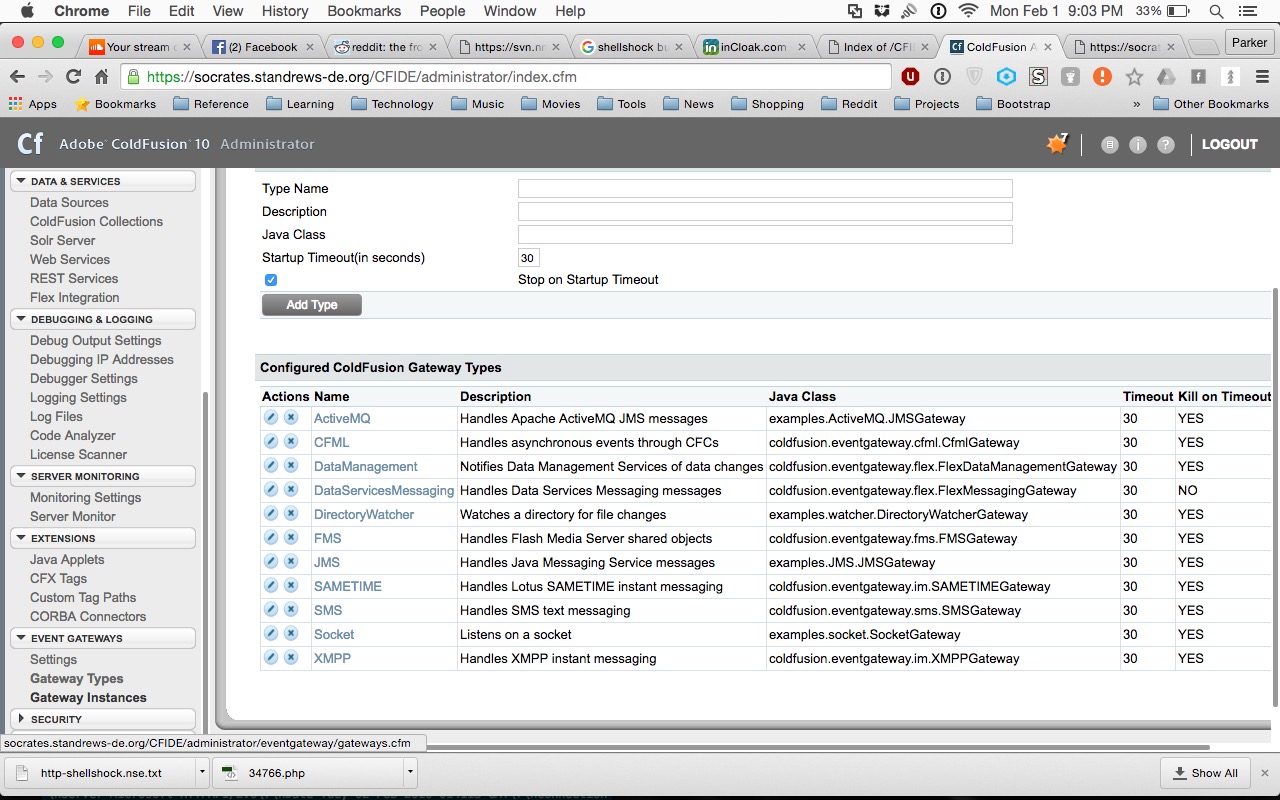 Chrome File Edit View History Bookmarks People Window Help Mon Feb 1 9:03 PM 33%
Your stream (2) Facebook reddit: the fro https://svn.nr shellshock bu inCloak.com Index of /CFI ColdFusion A https://socrat Parker
https://socrates.standrews-de.org/CFIDE/administrator/index.cfm
Apps Bookmarks Reference Learning Technology Music Movies Tools News Shopping Reddit Projects Bootstrap » Other Bookmarks
Cf Adobe® ColdFusion® 10 Administrator 7 LOGOUT
DATA & SERVICES
Data Sources
ColdFusion Collections
Solr Server
Web Services
REST Services
Flex Integration
DEBUGGING & LOGGING
Debug Output Settings
Debugging IP Addresses
Debugger Settings
Logging Settings
Log Files
Code Analyzer
License Scanner
SERVER MONITORING
Monitoring Settings
Server Monitor
EXTENSIONS
Java Applets
CFX Tags
Custom Tag Paths
CORBA Connectors
EVENT GATEWAYS
Settings
Gateway Types
Gateway Instances
SECURITY
Type Name
Description
Java Class
Startup Timeout(in seconds) 30
Stop on Startup Timeout
Add Type
Configured ColdFusion Gateway Types
Actions Name Description Java Class Timeout Kill on Timeout
ActiveMQ Handles Apache ActiveMQ JMS messages examples.ActiveMQ.JMSGateway 30 YES
CFML Handles asynchronous events through CFCs coldfusion.eventgateway.cfml.CfmlGateway 30 YES
DataManagement Notifies Data Management Services of data changes coldfusion.eventgateway.flex.FlexDataManagementGateway 30 YES
DataServicesMessaging Handles Data Services Messaging messages coldfusion.eventgateway.flex.FlexMessagingGateway 30 NO
DirectoryWatcher Watches a directory for file changes examples.watcher.DirectoryWatcherGateway 30 YES
FMS Handles Flash Media Server shared objects coldfusion.eventgateway.fms.FMSGateway 30 YES
JMS Handles Java Messaging Service messages examples.JMS.JMSGateway 30 YES
SAMETIME Handles Lotus SAMETIME instant messaging coldfusion.eventgateway.im.SAMETIMEGateway 30 YES
SMS Handles SMS text messaging coldfusion.eventgateway.sms.SMSGateway 30 YES
Socket Listens on a socket examples.socket.SocketGateway 30 YES
XMPP Handles XMPP instant messaging coldfusion.eventgateway.im.XMPPGateway 30 YES
socrates.standrews-de.org/CFIDE/administrator/eventgateway/gateways.cfm
http-shellshock.nse.txt 34766.php Show All